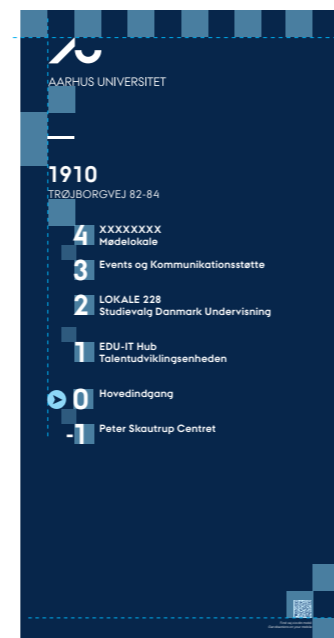 AARHUS UNIVERSITET
1910
TRØJBORGVEJ 82-84
4 XXXXXXXX
Mødelokale
3 Events og Kommunikationsstøtte
2 LOKALE 228
Studievalg Danmark Undervisning
1 EDU-IT Hub
Talentudviklingsenheden
0 Hovedindgang
-1 Peter Skautrup Centret